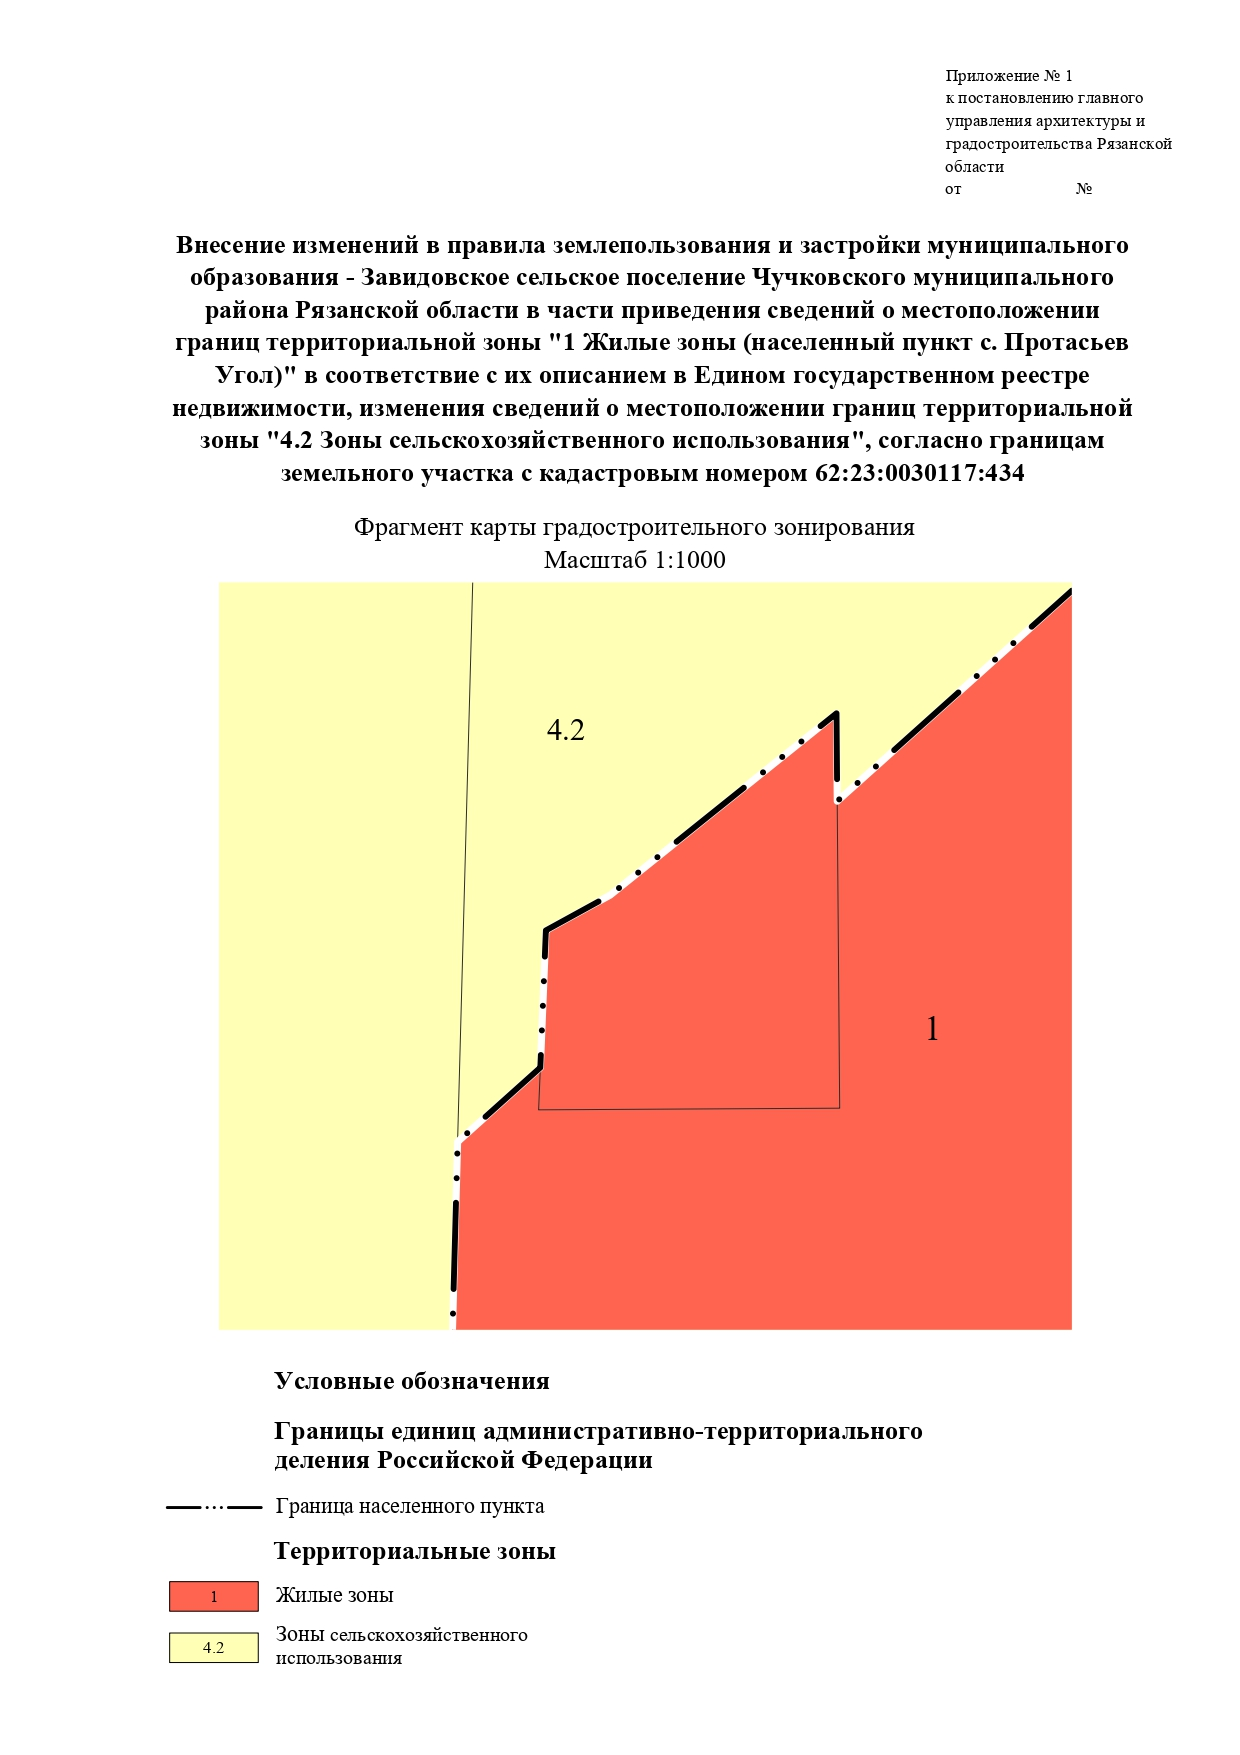 Приложение № 1
к постановлению главного
управления архитектуры и
градостроительства Рязанской
области
от №
Внесение изменений в правила землепользования и застройки муниципального
образования - Завидовское сельское поселение Чучковского муниципального
района Рязанской области в части приведения сведений о местоположении
границ территориальной зоны "1 Жилые зоны (населенный пункт с. Протасьев
Угол)" в соответствие с их описанием в Едином государственном реестре
недвижимости, изменения сведений о местоположении границ территориальной
зоны "4.2 Зоны сельскохозяйственного использования", согласно границам
земельного участка с кадастровым номером 62:23:0030117:434
Фрагмент карты градостроительного зонирования
Масштаб 1:1000
4.2
1
Условные обозначения
Границы единиц административно-территориального
деления Российской Федерации
Граница населенного пункта
Территориальные зоны
1 Жилые зоны
4.2 Зоны сельскохозяйственного
использования